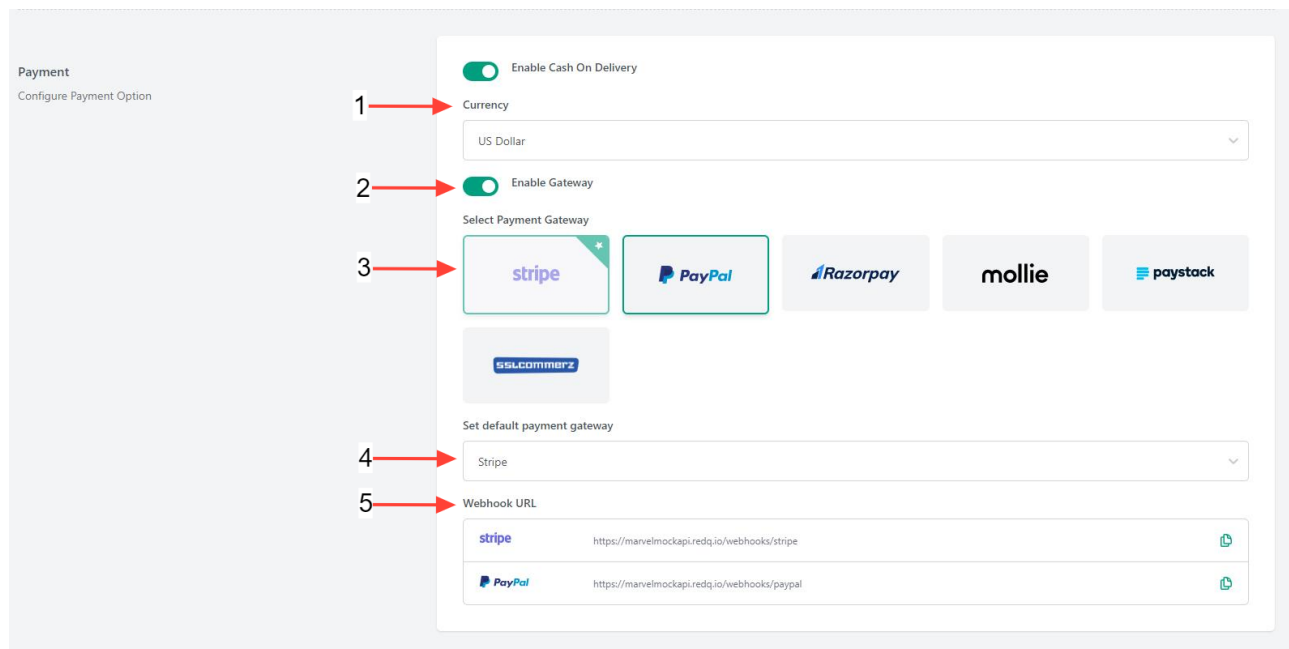 Payment
Configure Payment Option
Enable Cash On Delivery
1
Currency
US Dollar
2
Enable Gateway
Select Payment Gateway
3
stripe
PayPal
Razorpay
mollie
paystack
SSLCOMMERZ
Set default payment gateway
4
Stripe
5
Webhook URL
stripe
https://marvelmockapi.redq.io/webhooks/stripe
PayPal
https://marvelmockapi.redq.io/webhooks/paypal